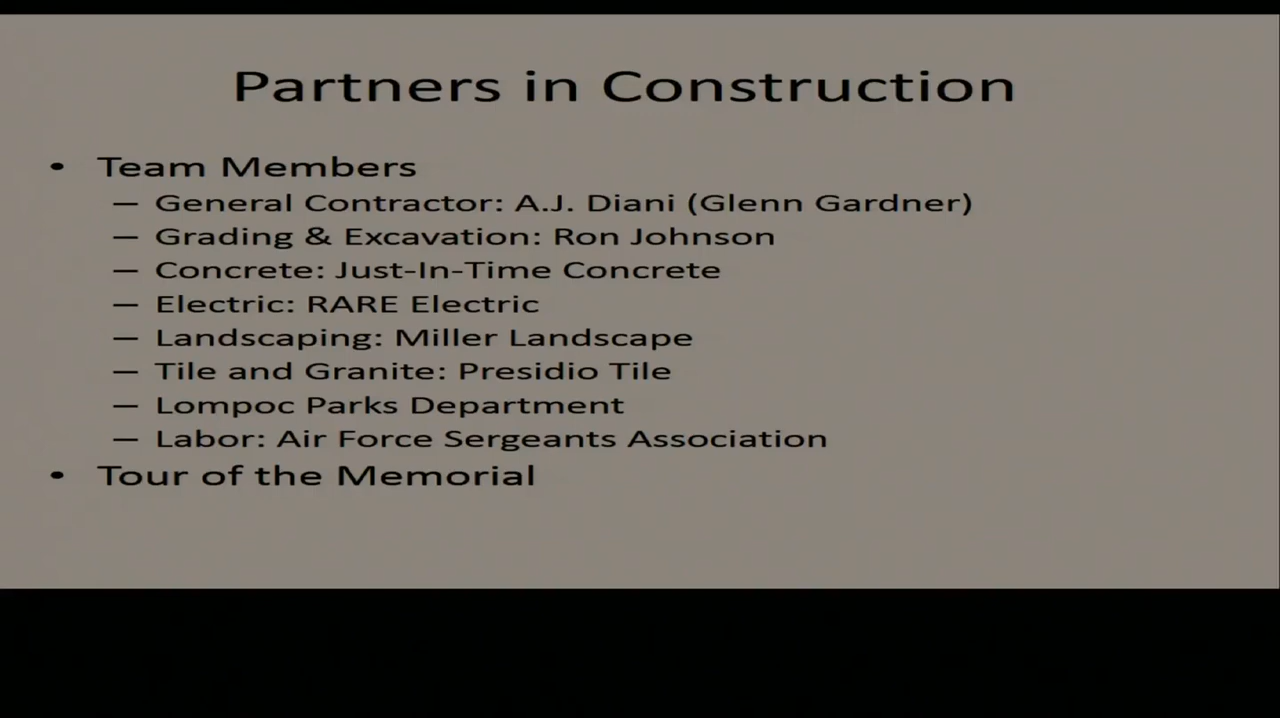 Partners in Construction
• Team Members
— General Contractor: A.J. Diani (Glenn Gardner)
— Grading & Excavation: Ron Johnson
— Concrete: Just-In-Time Concrete
— Electric: RARE Electric
— Landscaping: Miller Landscape
— Tile and Granite: Presidio Tile
— Lompoc Parks Department
— Labor: Air Force Sergeants Association
• Tour of the Memorial